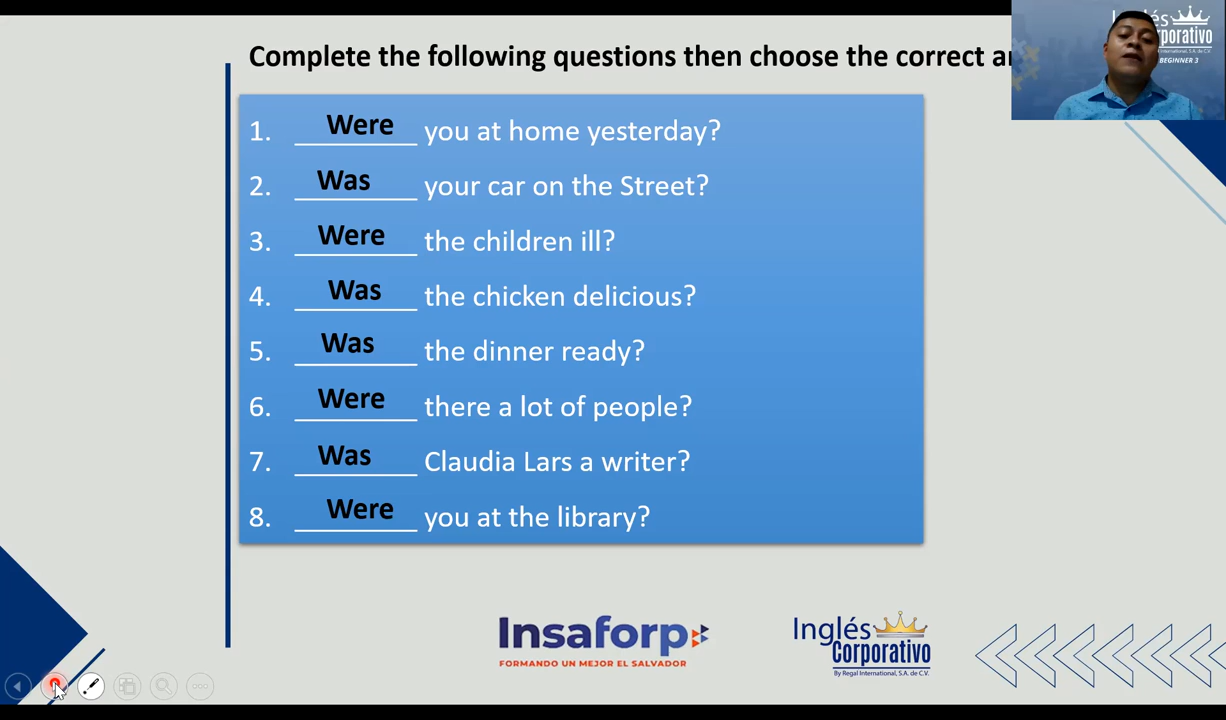 Complete the following questions then choose the correct
1. Were you at home yesterday?
2. Was your car on the Street?
3. Were the children ill?
4. Was the chicken delicious?
5. Was the dinner ready?
6. Were there a lot of people?
7. Was Claudia Lars a writer?
8. Were you at the library?
Inglés
Corporativo
International, S.A. de C.V.
BEGINNER 3
Insaforp
FORMANDO UN MEJOR EL SALVADOR
Inglés
Corporativo
By Regal International, S.A. de C.V.